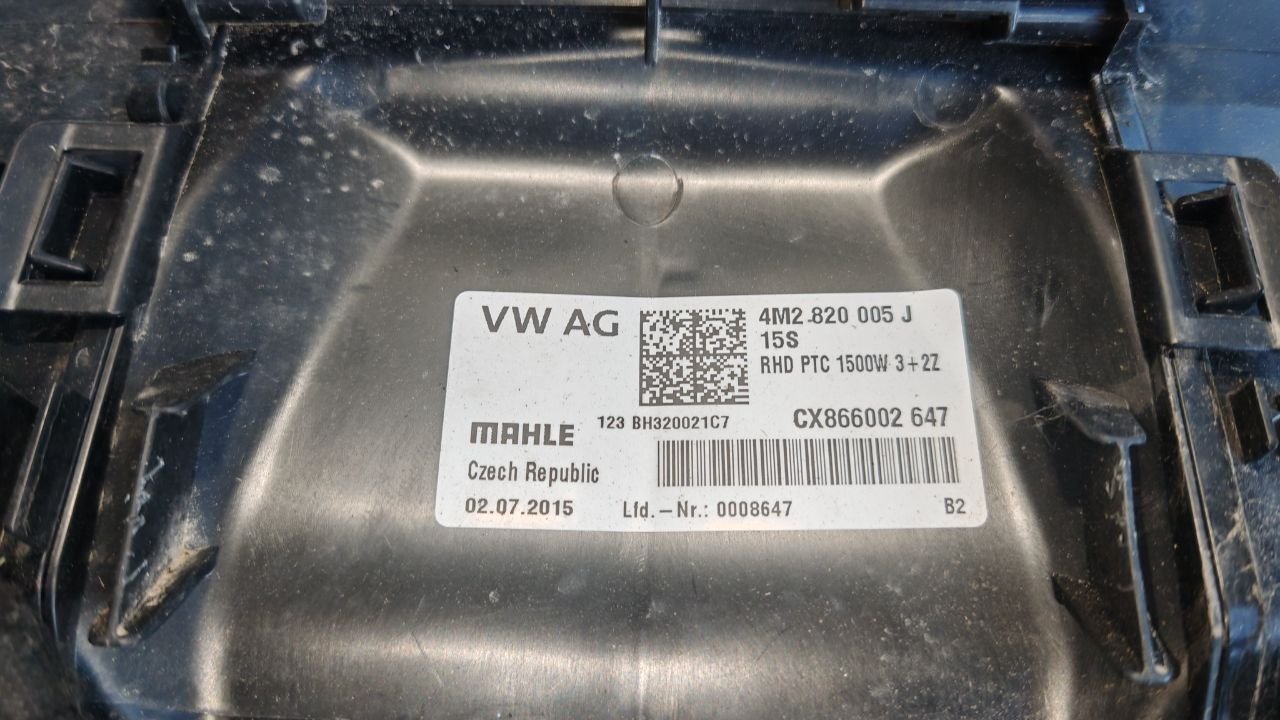 VW AG
4M2.820 005 J
15S
RHD PTC 1500W 3+2Z
123 BH320021C7
CX866002 647
MAHLE
Czech Republic
02.07.2015
Lfd.-Nr.: 0008647
B2